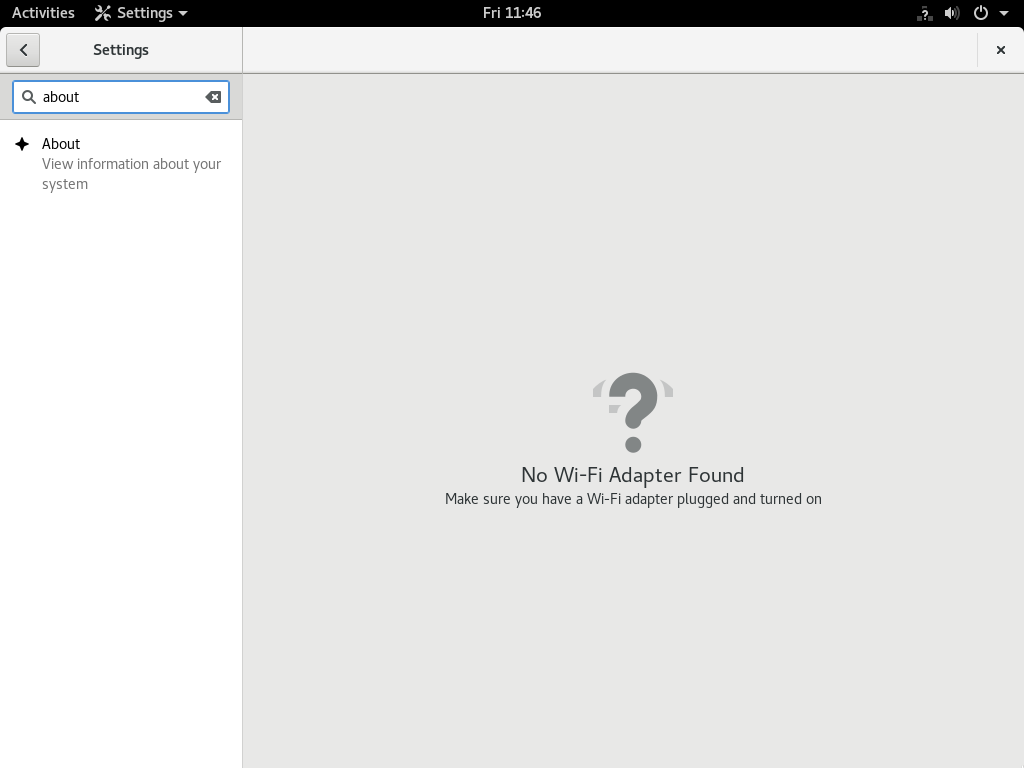 Activities
Settings
Fri 11:46
Settings
about
About
View information about your
system
No Wi-Fi Adapter Found
Make sure you have a Wi-Fi adapter plugged and turned on